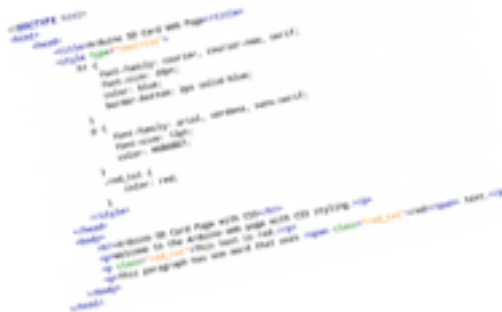 <!DOCTYPE html>
<html>
<head>
<title>Arduino SD Card Web Page</title>
<style type="text/css">
h1 {
font-family: courier, courier-new, serif;
font-size: 20pt;
color: blue;
border-bottom: 2px solid blue;
}
p {
font-family: arial, verdana, sans-serif;
font-size: 12pt;
color:
}
.red_txt {
color: red;
}
</style>
</head>
<body>
<h1>Arduino SD Card Page with CSS</h1>
<p>Welcome to the Arduino web page with CSS styling.</p>
<p class="red_txt">This text is red.</p>
<p>This paragraph has one word that uses <span class="red_txt">red</span> text.</p>
</body>
</html>